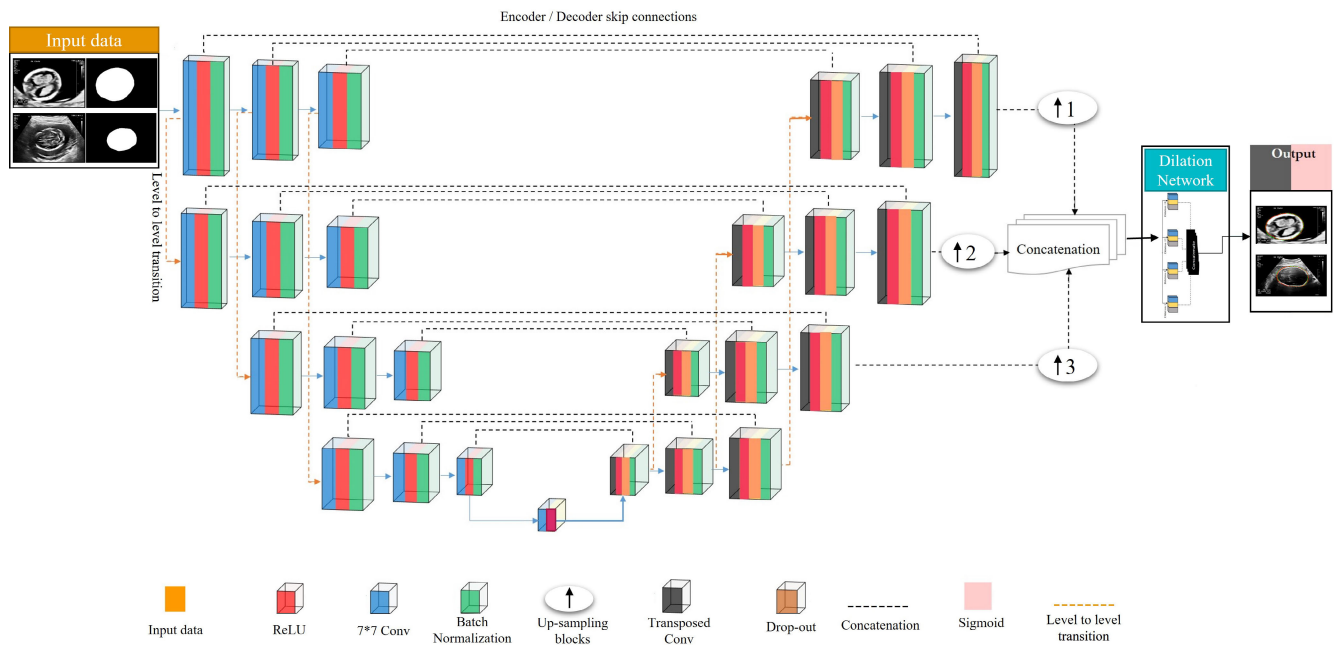 Encoder / Decoder skip connections
Input data
Level to level transition
1
2
3
Concatenation
Dilation
Network
Concatenate
Output
Input data
ReLU
7*7 Conv
Batch
Normalization
Up-sampling
blocks
Transposed
Conv
Drop-out
Concatenation
Sigmoid
Level to level
transition